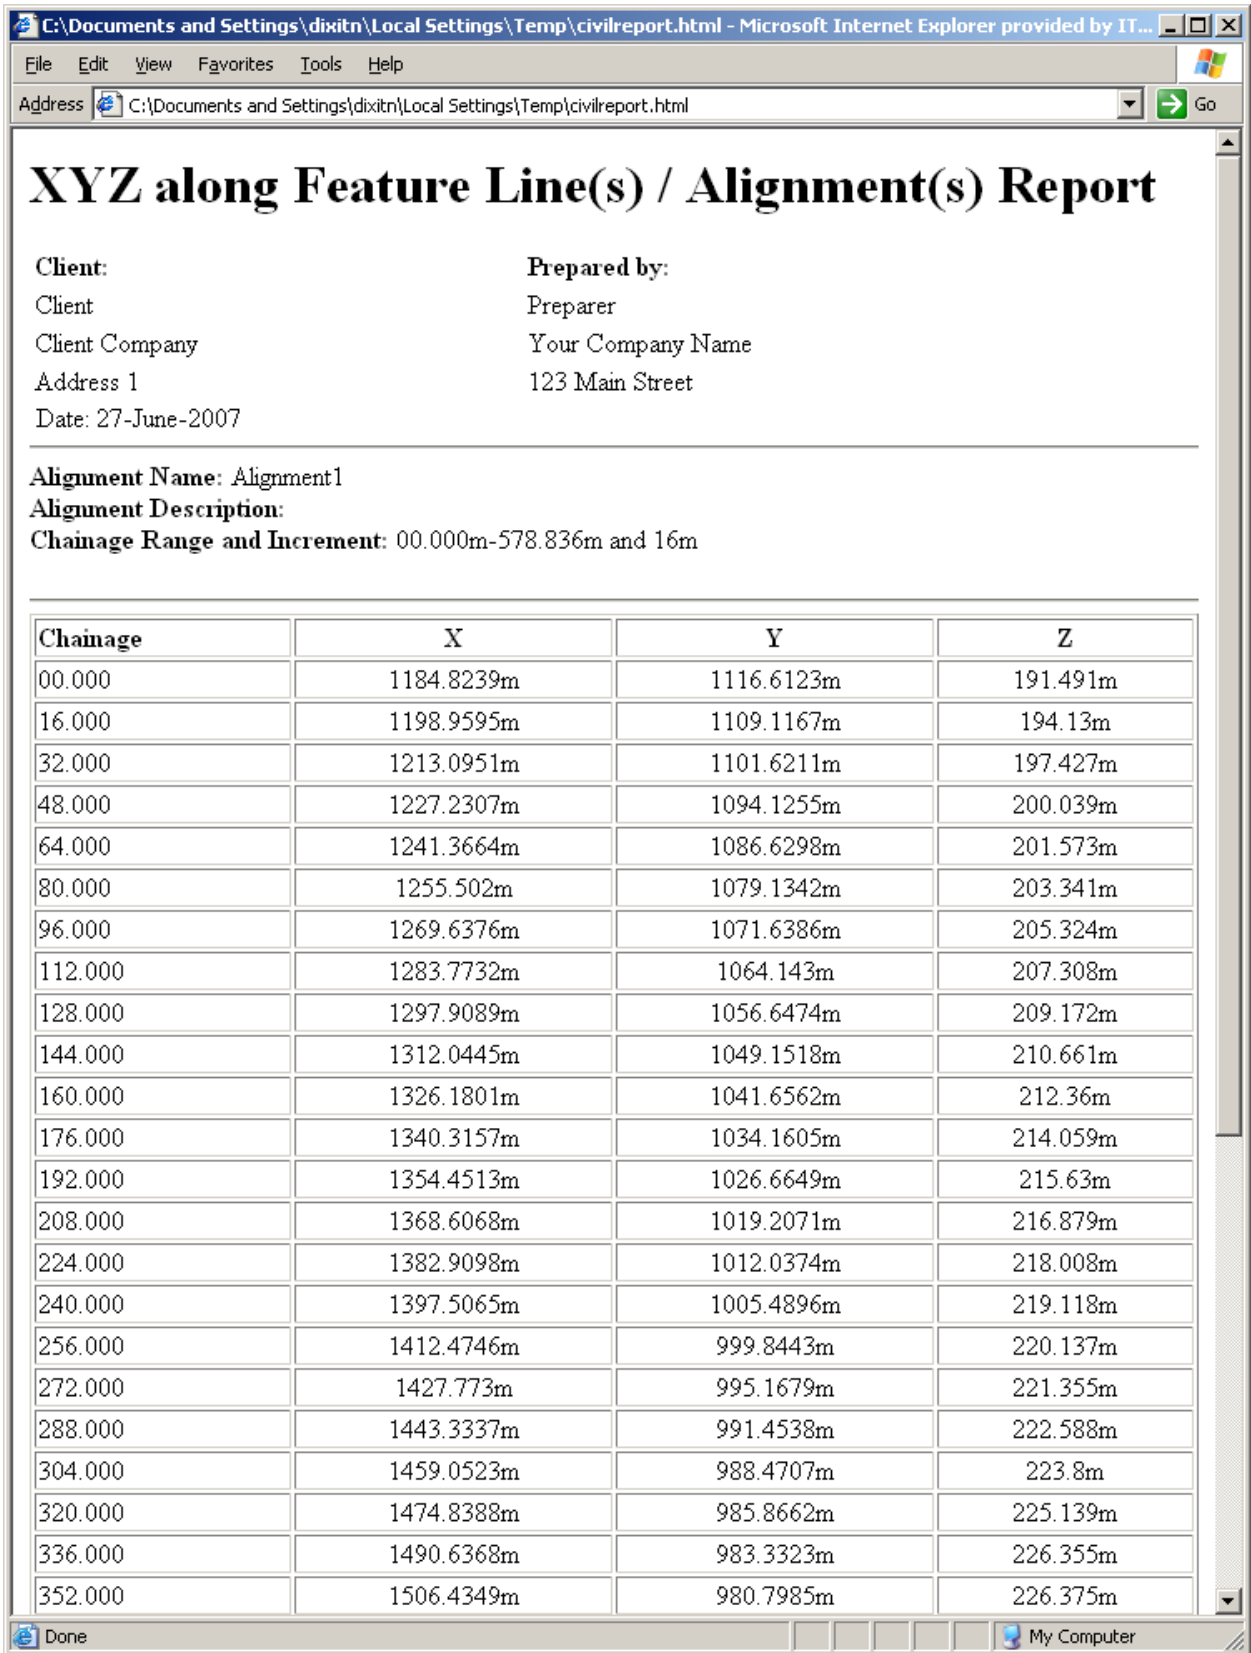 C:\Documents and Settings\dixitn\Local Settings\Temp\civilreport.html - Microsoft Internet Explorer provided by IT...
File Edit View Favorites Tools Help
Address C:\Documents and Settings\dixitn\Local Settings\Temp\civilreport.html Go
XYZ along Feature Line(s) / Alignment(s) Report
Client: Prepared by:
Client Preparer
Client Company Your Company Name
Address 1 123 Main Street
Date: 27-June-2007
Alignment Name: Alignment1
Alignment Description:
Chainage Range and Increment: 00.000m-578.836m and 16m
Chainage X Y Z
00.000 1184.8239m 1116.6123m 191.491m
16.000 1198.9595m 1109.1167m 194.13m
32.000 1213.0951m 1101.6211m 197.427m
48.000 1227.2307m 1094.1255m 200.039m
64.000 1241.3664m 1086.6298m 201.573m
80.000 1255.502m 1079.1342m 203.341m
96.000 1269.6376m 1071.6386m 205.324m
112.000 1283.7732m 1064.143m 207.308m
128.000 1297.9089m 1056.6474m 209.172m
144.000 1312.0445m 1049.1518m 210.661m
160.000 1326.1801m 1041.6562m 212.36m
176.000 1340.3157m 1034.1605m 214.059m
192.000 1354.4513m 1026.6649m 215.63m
208.000 1368.6068m 1019.2071m 216.879m
224.000 1382.9098m 1012.0374m 218.008m
240.000 1397.5065m 1005.4896m 219.118m
256.000 1412.4746m 999.8443m 220.137m
272.000 1427.773m 995.1679m 221.355m
288.000 1443.3337m 991.4538m 222.588m
304.000 1459.0523m 988.4707m 223.8m
320.000 1474.8388m 985.8662m 225.139m
336.000 1490.6368m 983.3323m 226.355m
352.000 1506.4349m 980.7985m 226.375m
Done My Computer